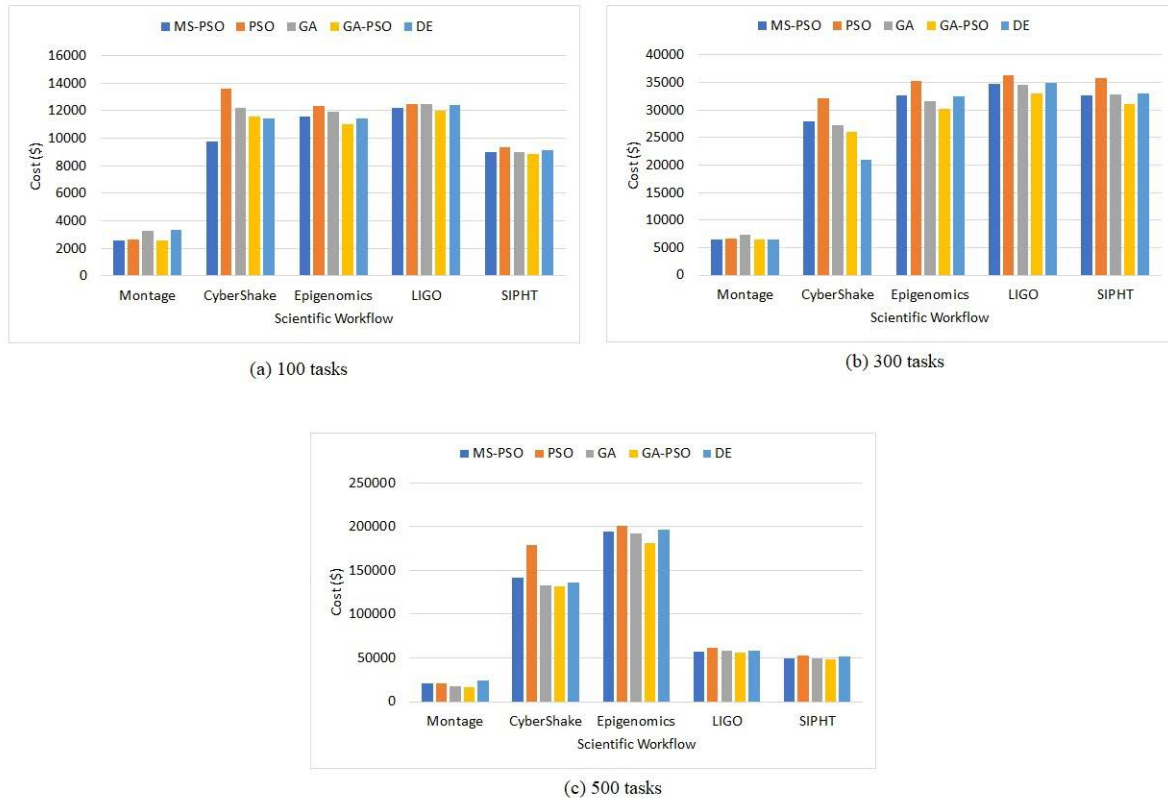 MS-PSO PSO GA GA-PSO DE
16000
14000
12000
10000
8000
6000
4000
2000
0
Cost ($)
Montage CyberShake Epigenomics LIGO SIPHT
Scientific Workflow
(a) 100 tasks
MS-PSO PSO GA GA-PSO DE
40000
35000
30000
25000
20000
15000
10000
5000
0
Cost ($)
Montage CyberShake Epigenomics LIGO SIPHT
Scientific Workflow
(b) 300 tasks
MS-PSO PSO GA GA-PSO DE
250000
200000
150000
100000
50000
0
Cost ($)
Montage CyberShake Epigenomics LIGO SIPHT
Scientific Workflow
(c) 500 tasks